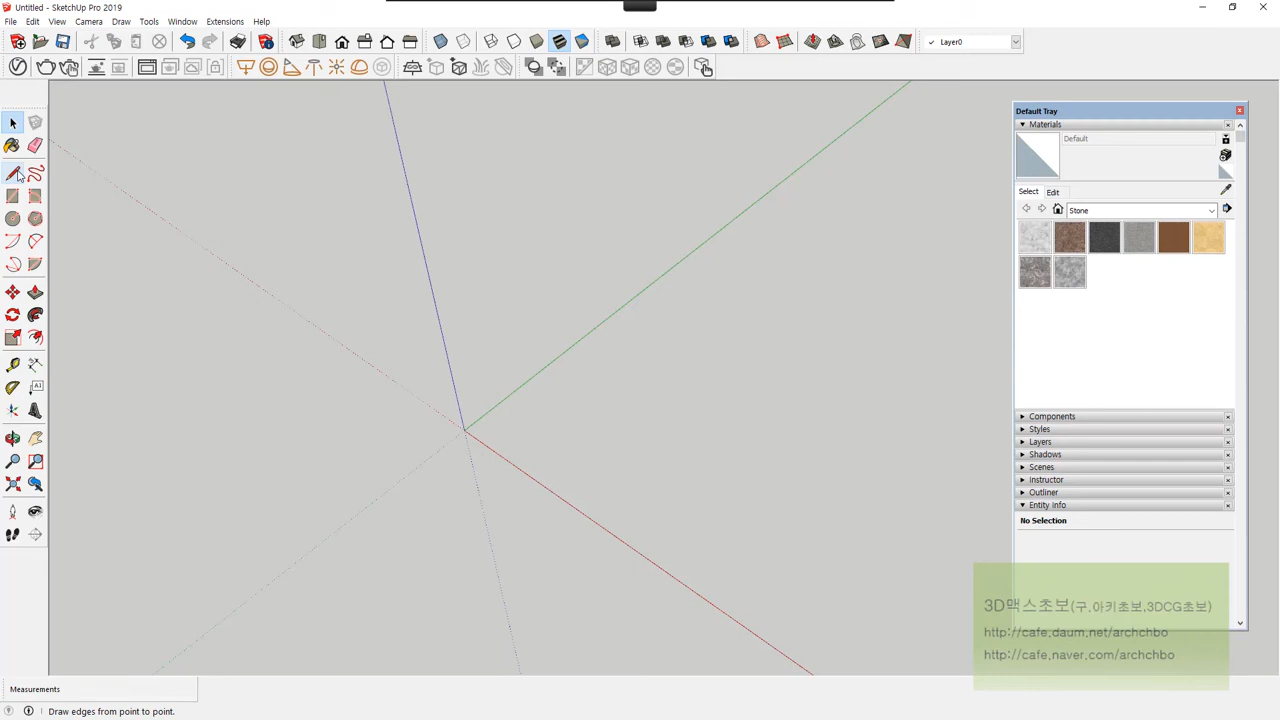 Untitled - SketchUp Pro 2019
File Edit View Camera Draw Tools Window Extensions Help
Layer0
Default Tray
Materials
Default
Select Edit
Stone
Components
Styles
Layers
Shadows
Scenes
Instructor
Outliner
Entity Info
No Selection
3D맥스초보(구.아키초보,3DCG초보)
http://cafe.daum.net/archchbo
http://cafe.naver.com/archchbo
Measurements
Draw edges from point to point.